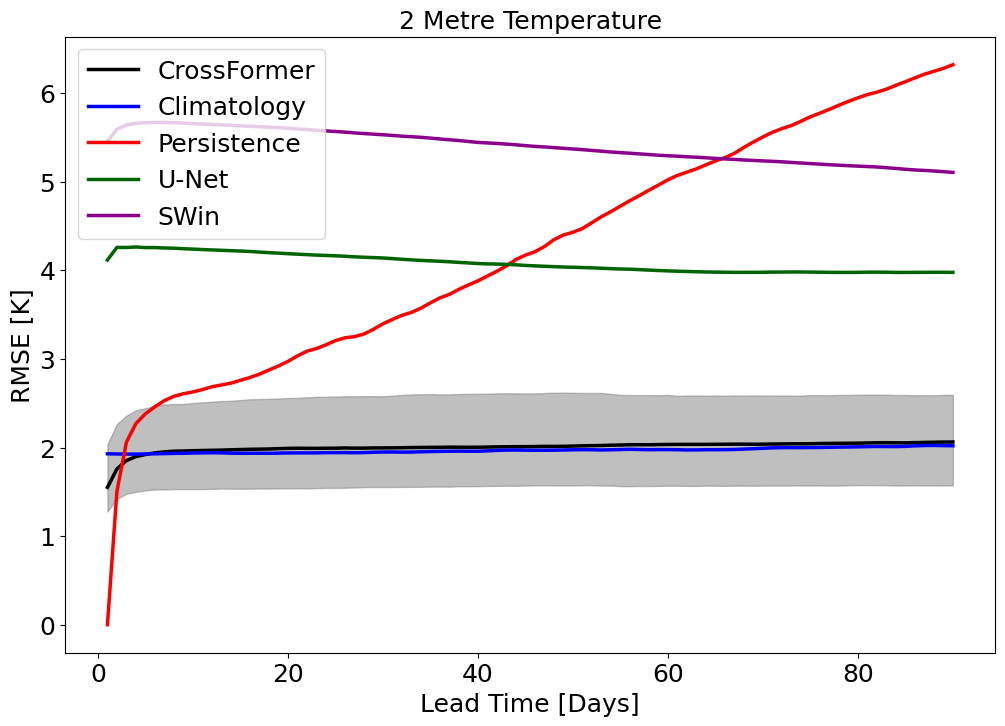 2 Metre Temperature
CrossFormer
Climatology
Persistence
U-Net
SWin
RMSE [K]
6
5
4
3
2
1
0
0 20 40 60 80
Lead Time [Days]